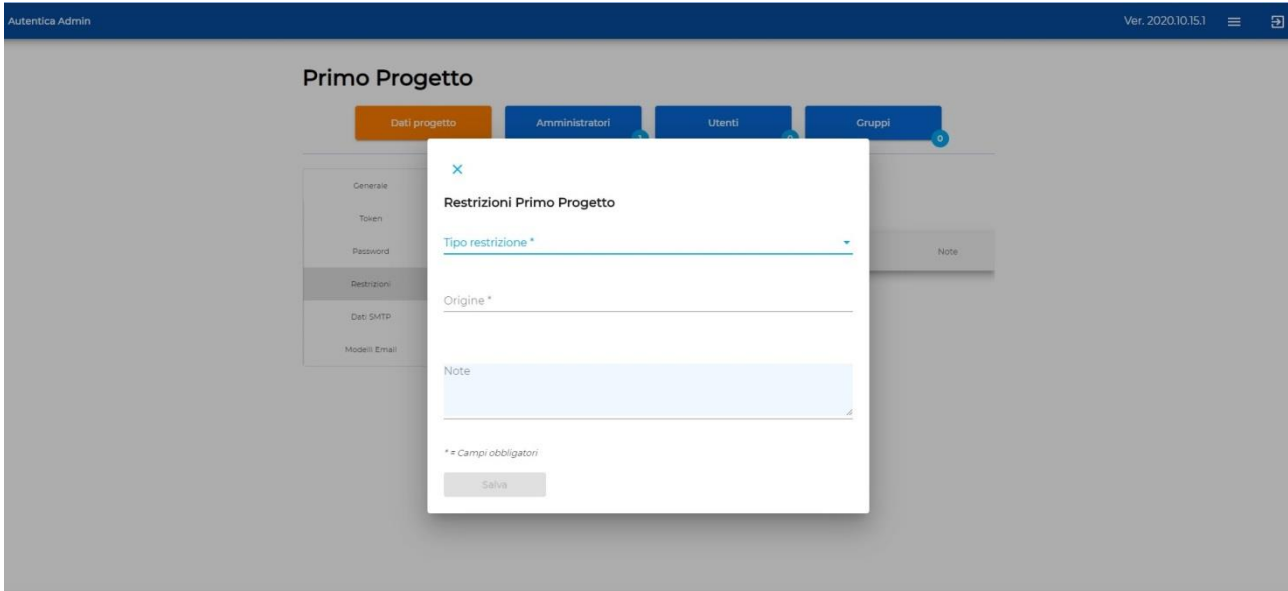 Autentica Admin
Ver. 2020.10.15.1
Primo Progetto
Dati progetto
Amministratori
Utenti
Gruppi
0
Generale
Token
Password
Restrizioni
Dati SMTP
Modelli Email
Note
Restrizioni Primo Progetto
Tipo restrizione *
Origine *
Note
* = Campi obbligatori
Salva